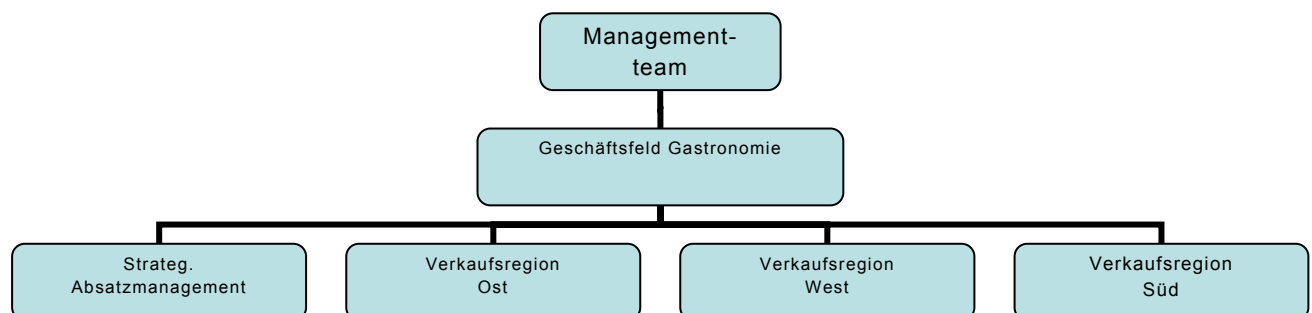 Management-
team
Geschäftsfeld Gastronomie
Strateg.
Absatzmanagement
Verkaufsregion
Ost
Verkaufsregion
West
Verkaufsregion
Süd